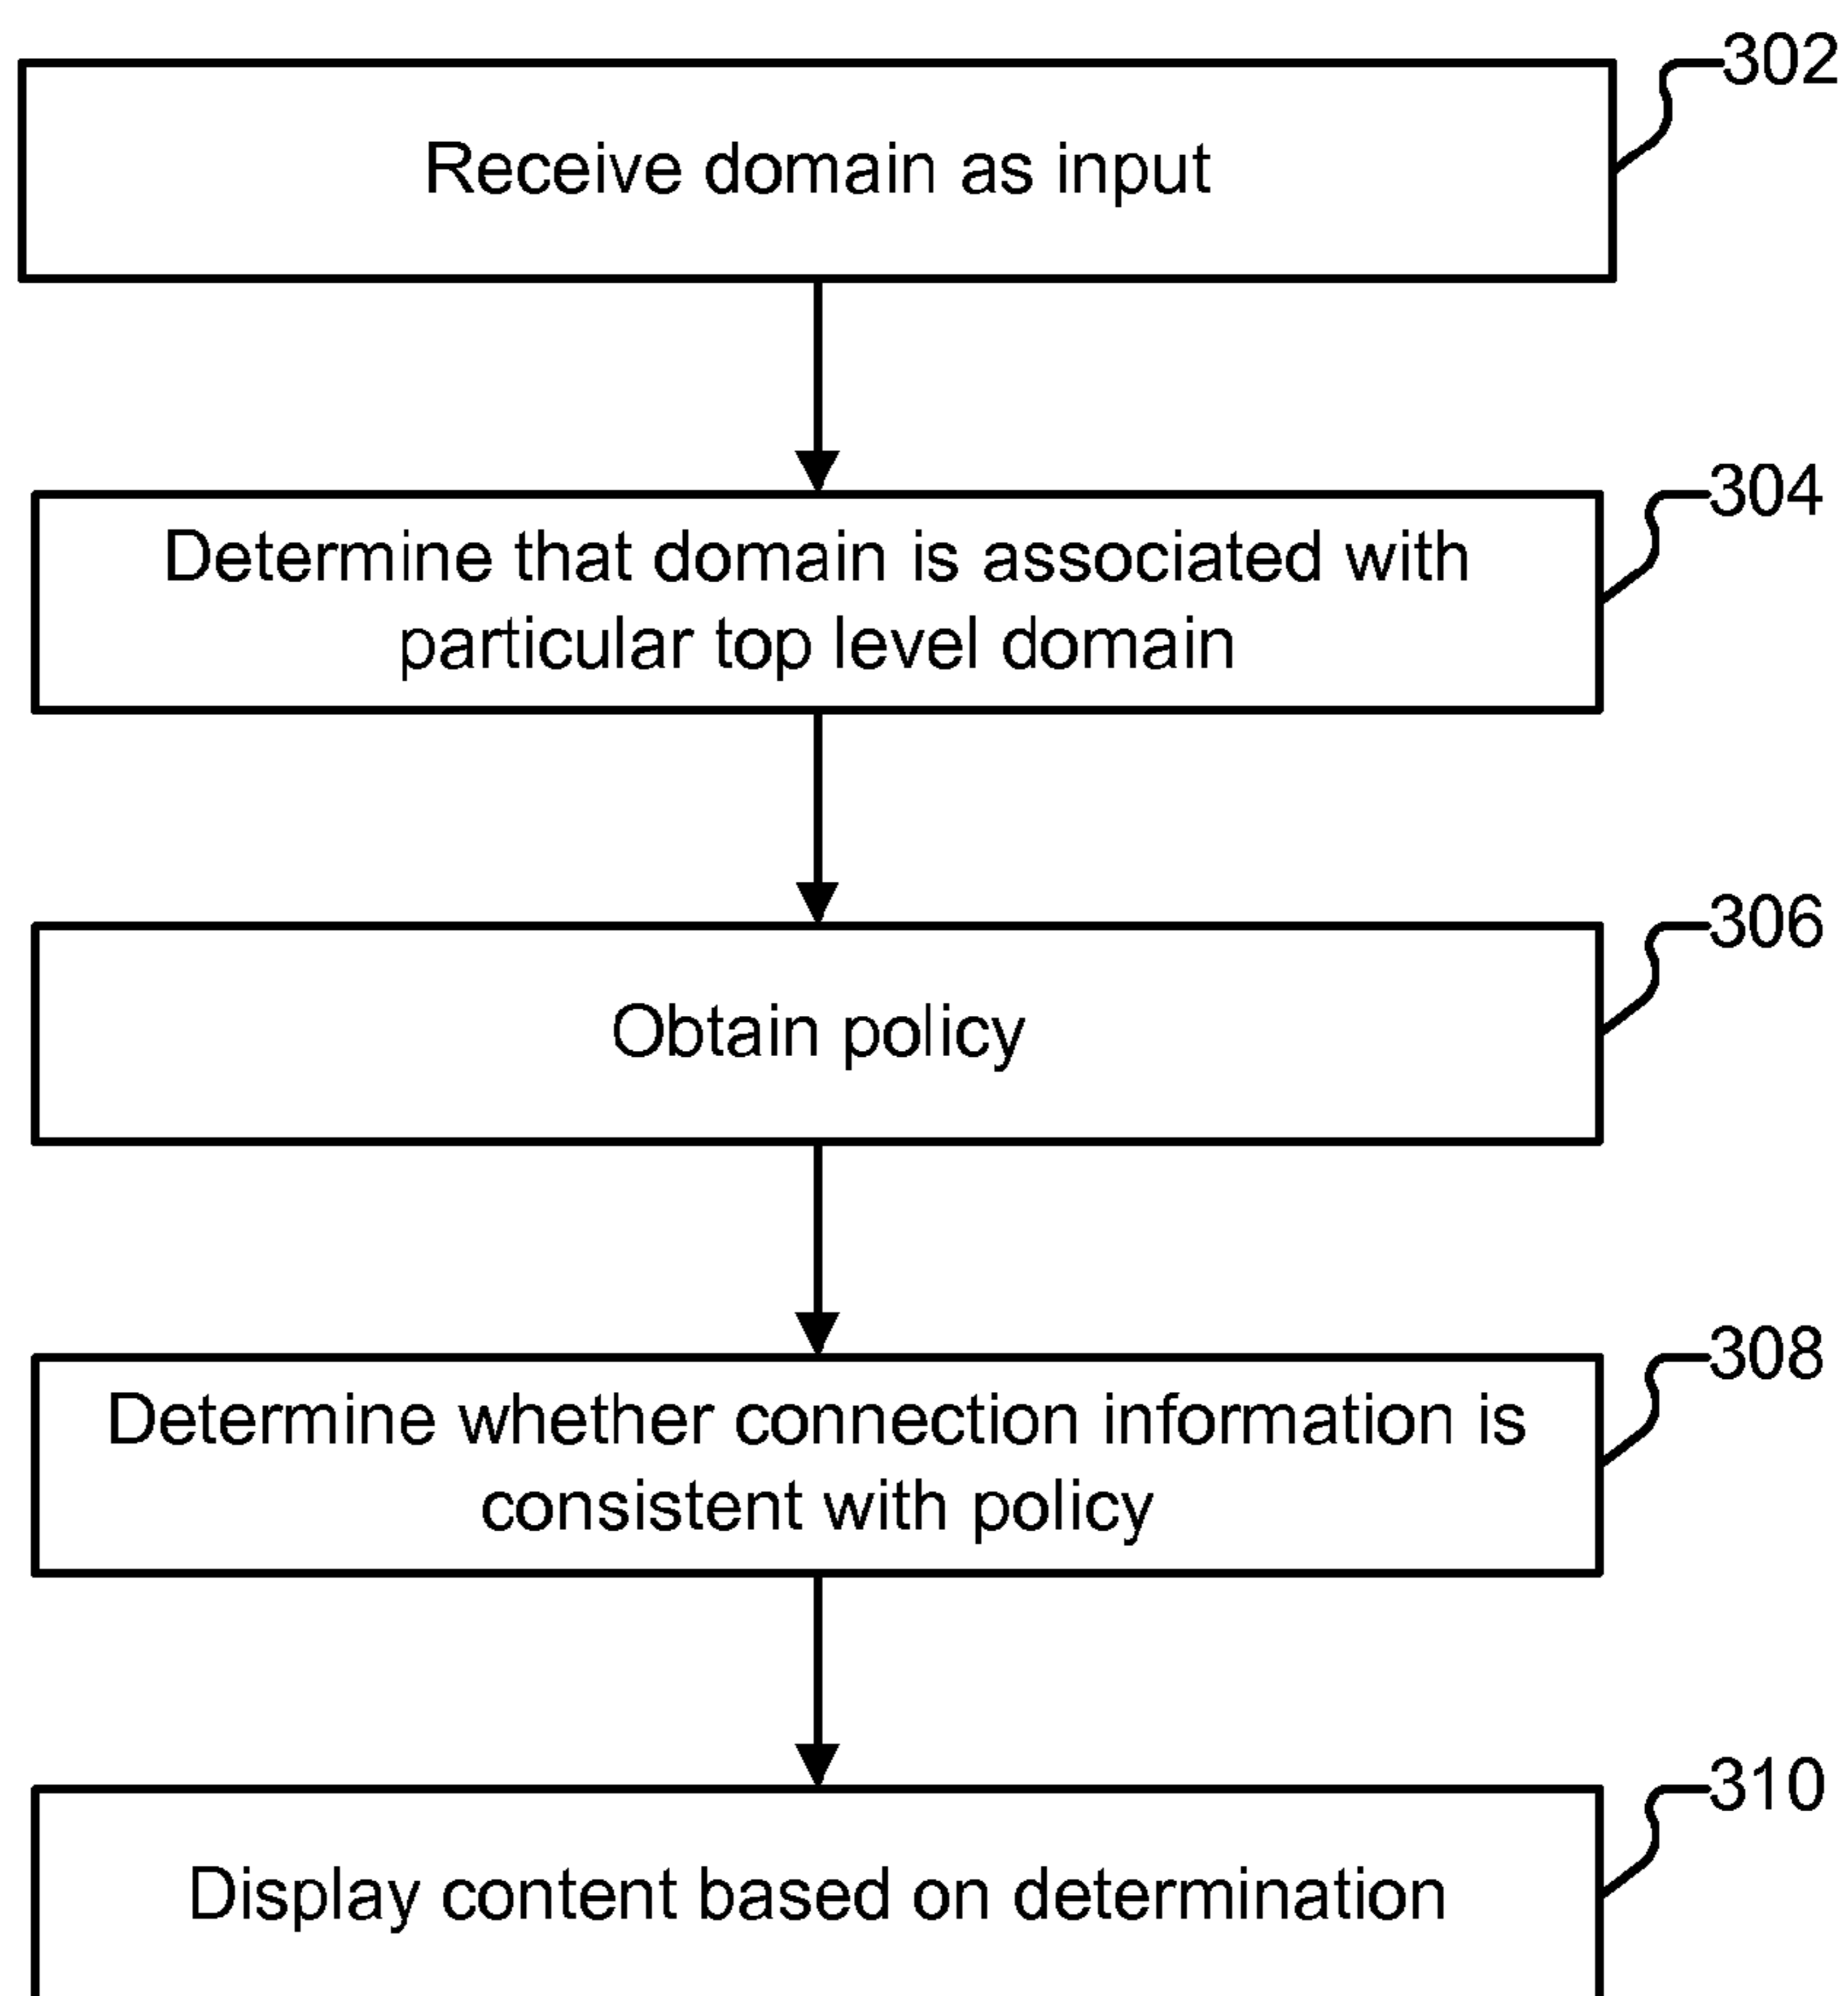 302
Receive domain as input
304
Determine that domain is associated with
particular top level domain
306
Obtain policy
308
Determine whether connection information is
consistent with policy
310
Display content based on determination